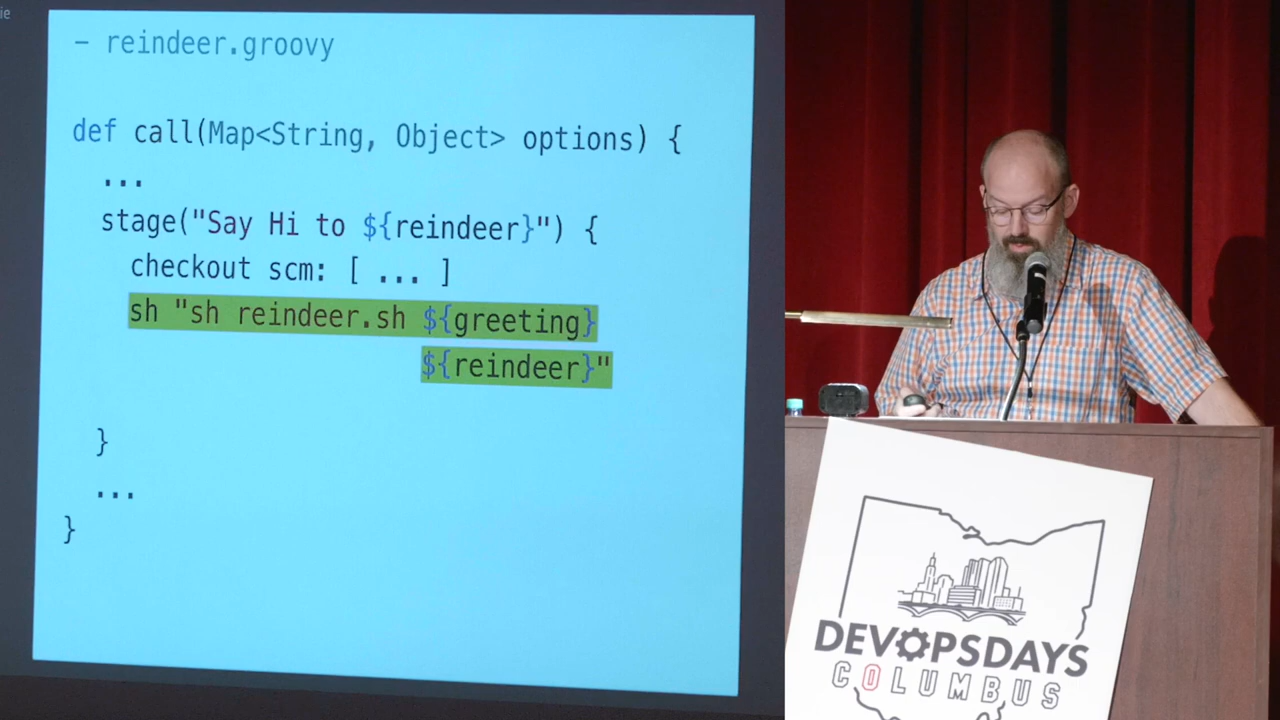 ie
– reindeer.groovy
def call(Map<String, Object> options) {
...
stage("Say Hi to ${reindeer}") {
checkout scm: [ ... ]
sh "sh reindeer.sh ${greeting}
${reindeer}"
}
...
}
DEVOPSDAYS
COLUMBUS